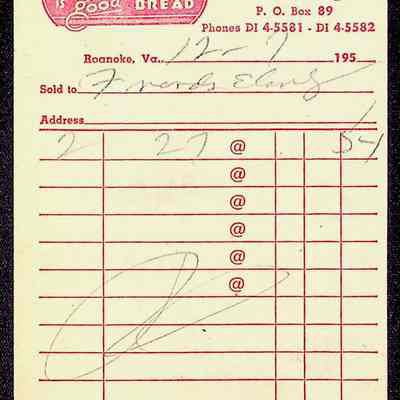 is good BREAD
P. O. Box 89
Phones DI 4-5581 - DI 4-5582
Roanoke, Va. 12-7 195
Sold to
Address
2 27 @ 54
@
@
@
@
@